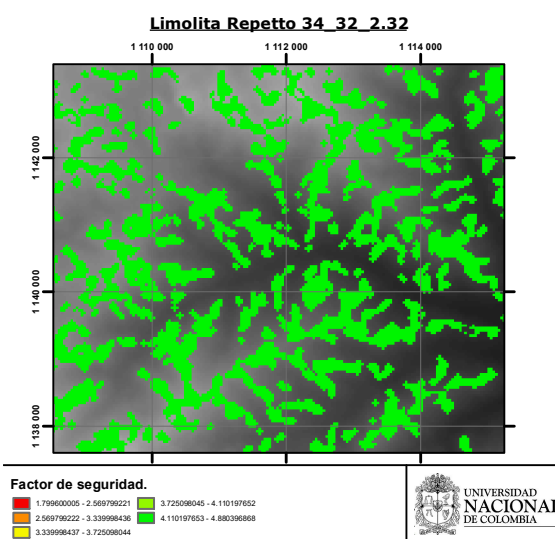 Limolita Repetto 34_32_2.32
1 110 000 1 112 000 1 114 000
1 142 000
1 140 000
1 138 000
Factor de seguridad.
1.799600005 - 2.569799221 3.725098045 - 4.110197652
2.569799222 - 3.339998436 4.110197653 - 4.880396868
3.339998437 - 3.725098044
UNIVERSIDAD
NACIONAL
DE COLOMBIA